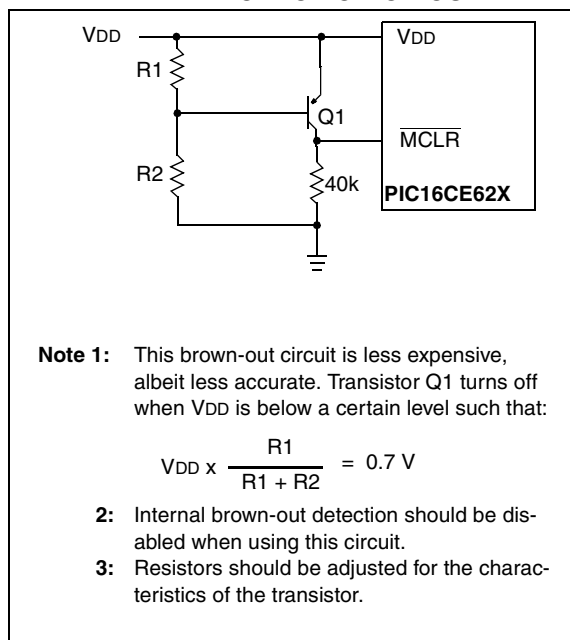 VDD
VDD
R1
Q1
MCLR
R2
40k
PIC16CE62X
Note 1: This brown-out circuit is less expensive,
albeit less accurate. Transistor Q1 turns off
when VDD is below a certain level such that:
VDD x R1 / R1 + R2 = 0.7 V
2: Internal brown-out detection should be dis-
abled when using this circuit.
3: Resistors should be adjusted for the charac-
teristics of the transistor.